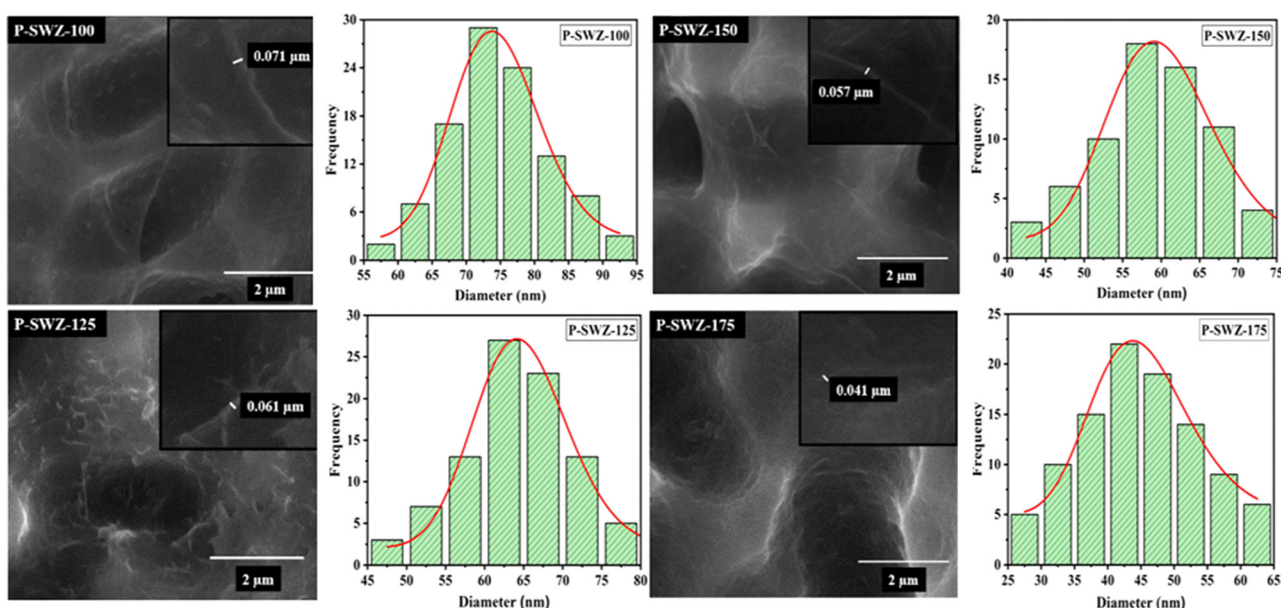 P-SWZ-100
0.071 μm
2 μm
P-SWZ-100
Frequency
30
24
18
12
6
0
55 60 65 70 75 80 85 90 95
Diameter (nm)
P-SWZ-150
0.057 μm
2 μm
P-SWZ-150
Frequency
20
15
10
5
0
40 45 50 55 60 65 70 75
Diameter (nm)
P-SWZ-125
0.061 μm
2 μm
P-SWZ-125
Frequency
30
25
20
15
10
5
0
45 50 55 60 65 70 75 80
Diameter (nm)
P-SWZ-175
0.041 μm
2 μm
P-SWZ-175
Frequency
25
20
15
10
5
0
25 30 35 40 45 50 55 60 65
Diameter (nm)